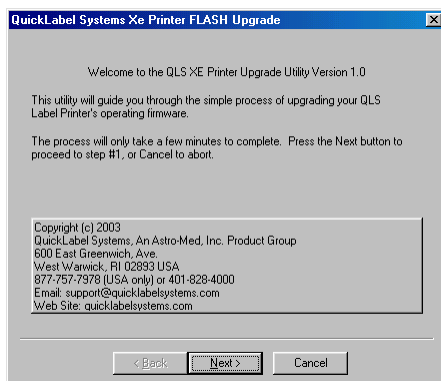 QuickLabel Systems Xe Printer FLASH Upgrade
Welcome to the QLS XE Printer Upgrade Utility Version 1.0
This utility will guide you through the simple process of upgrading your QLS
Label Printer's operating firmware.
The process will only take a few minutes to complete. Press the Next button to
proceed to step #1, or Cancel to abort.
Copyright (c) 2003
QuickLabel Systems, An Astro-Med, Inc. Product Group
600 East Greenwich, Ave.
West Warwick, RI 02893 USA
877-757-7978 (USA only) or 401-828-4000
Email: support@quicklabelsystems.com
Web Site: quicklabelsystems.com
< Back Next > Cancel